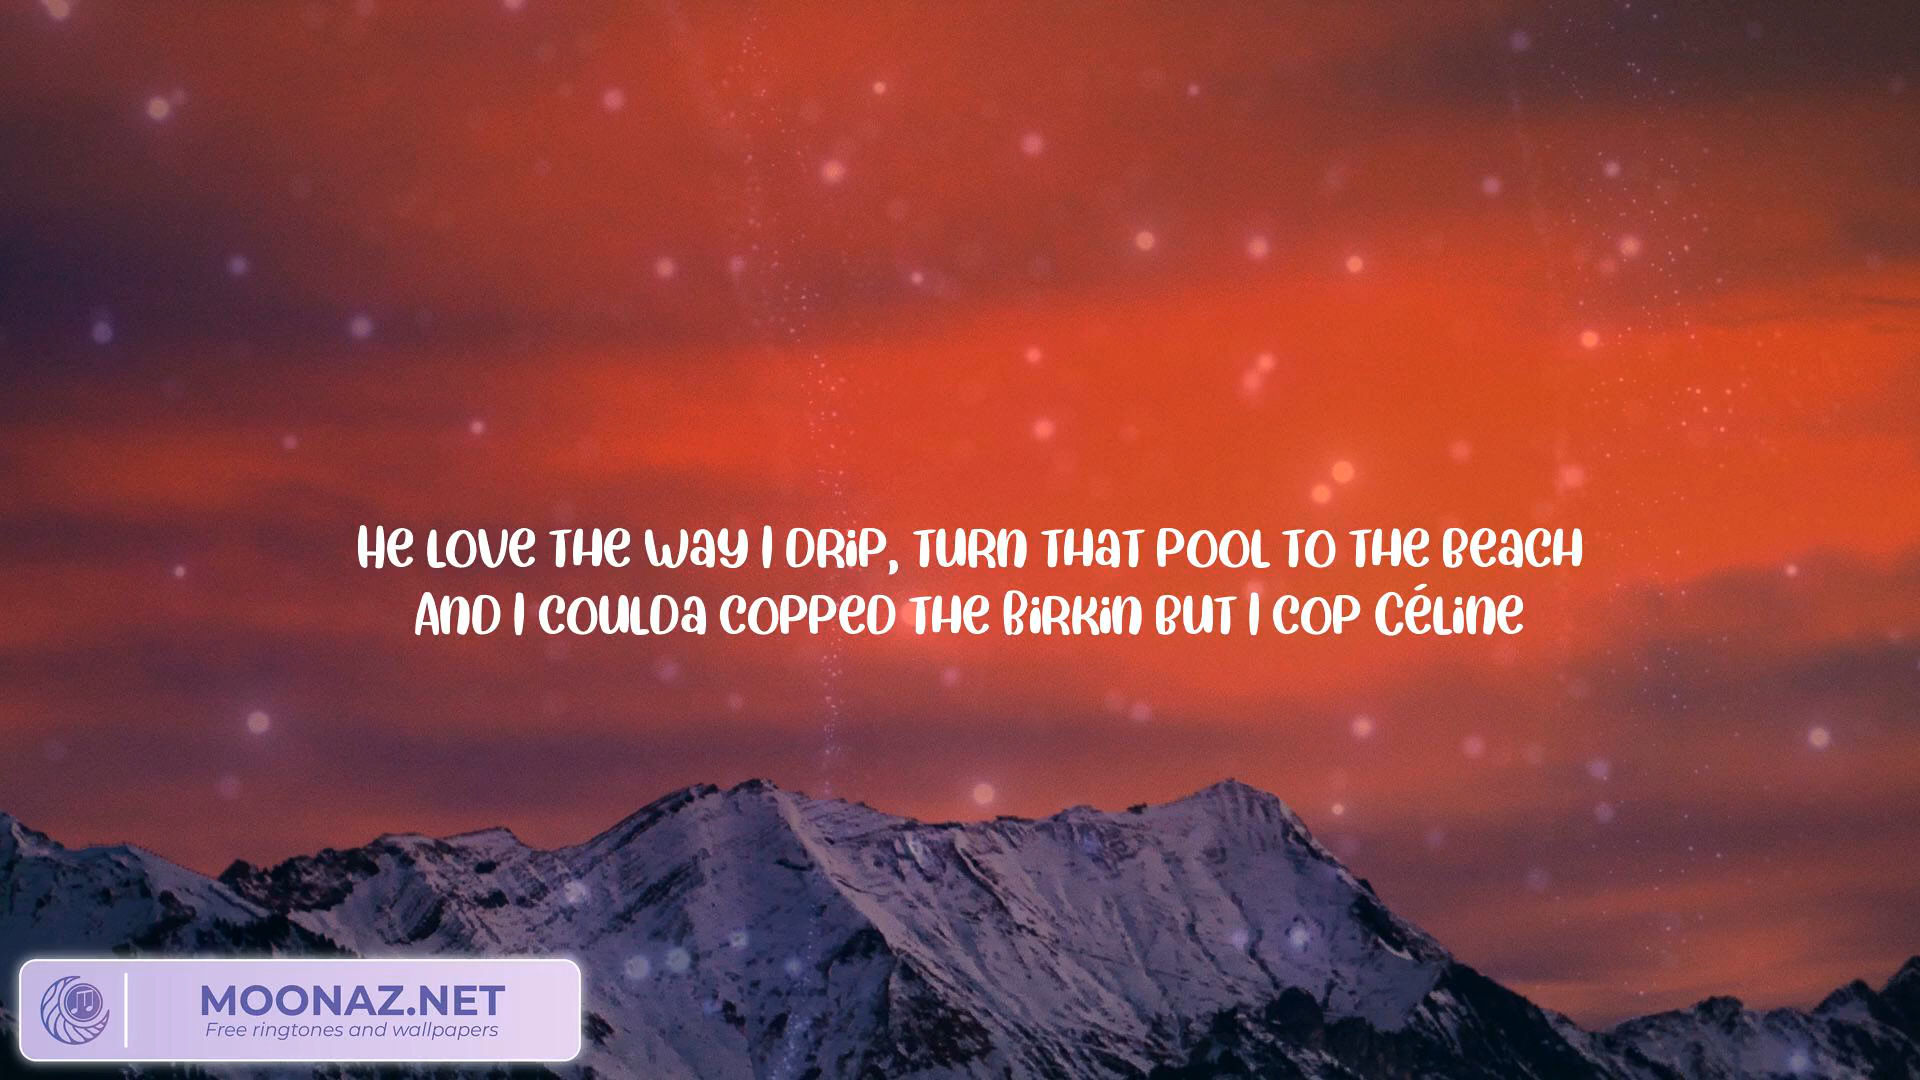 He love the way I drip, turn that pool to the beach
And I coulda copped the Birkin but I cop Céline
MOONAZ.NET
Free ringtones and wallpapers